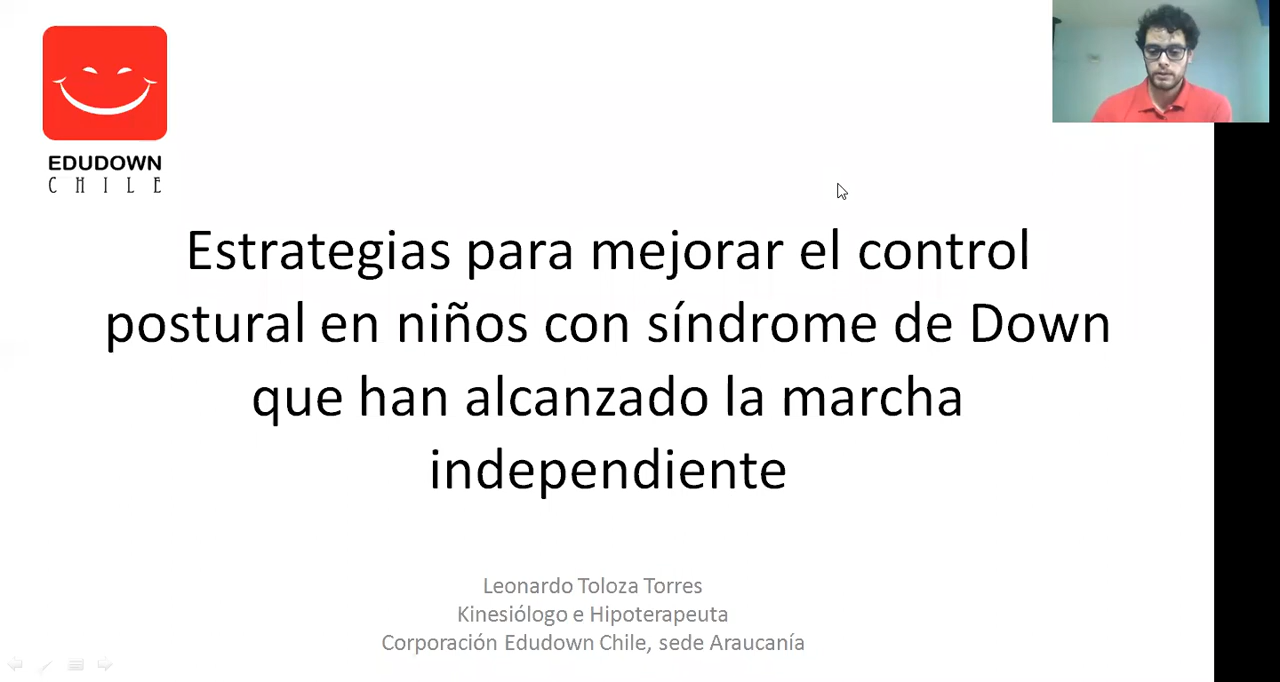 EDUDOWN
CHILE
Estrategias para mejorar el control
postural en niños con síndrome de Down
que han alcanzado la marcha
independiente
Leonardo Toloza Torres
Kinesiólogo e Hipoterapeuta
Corporación Edudown Chile, sede Araucanía